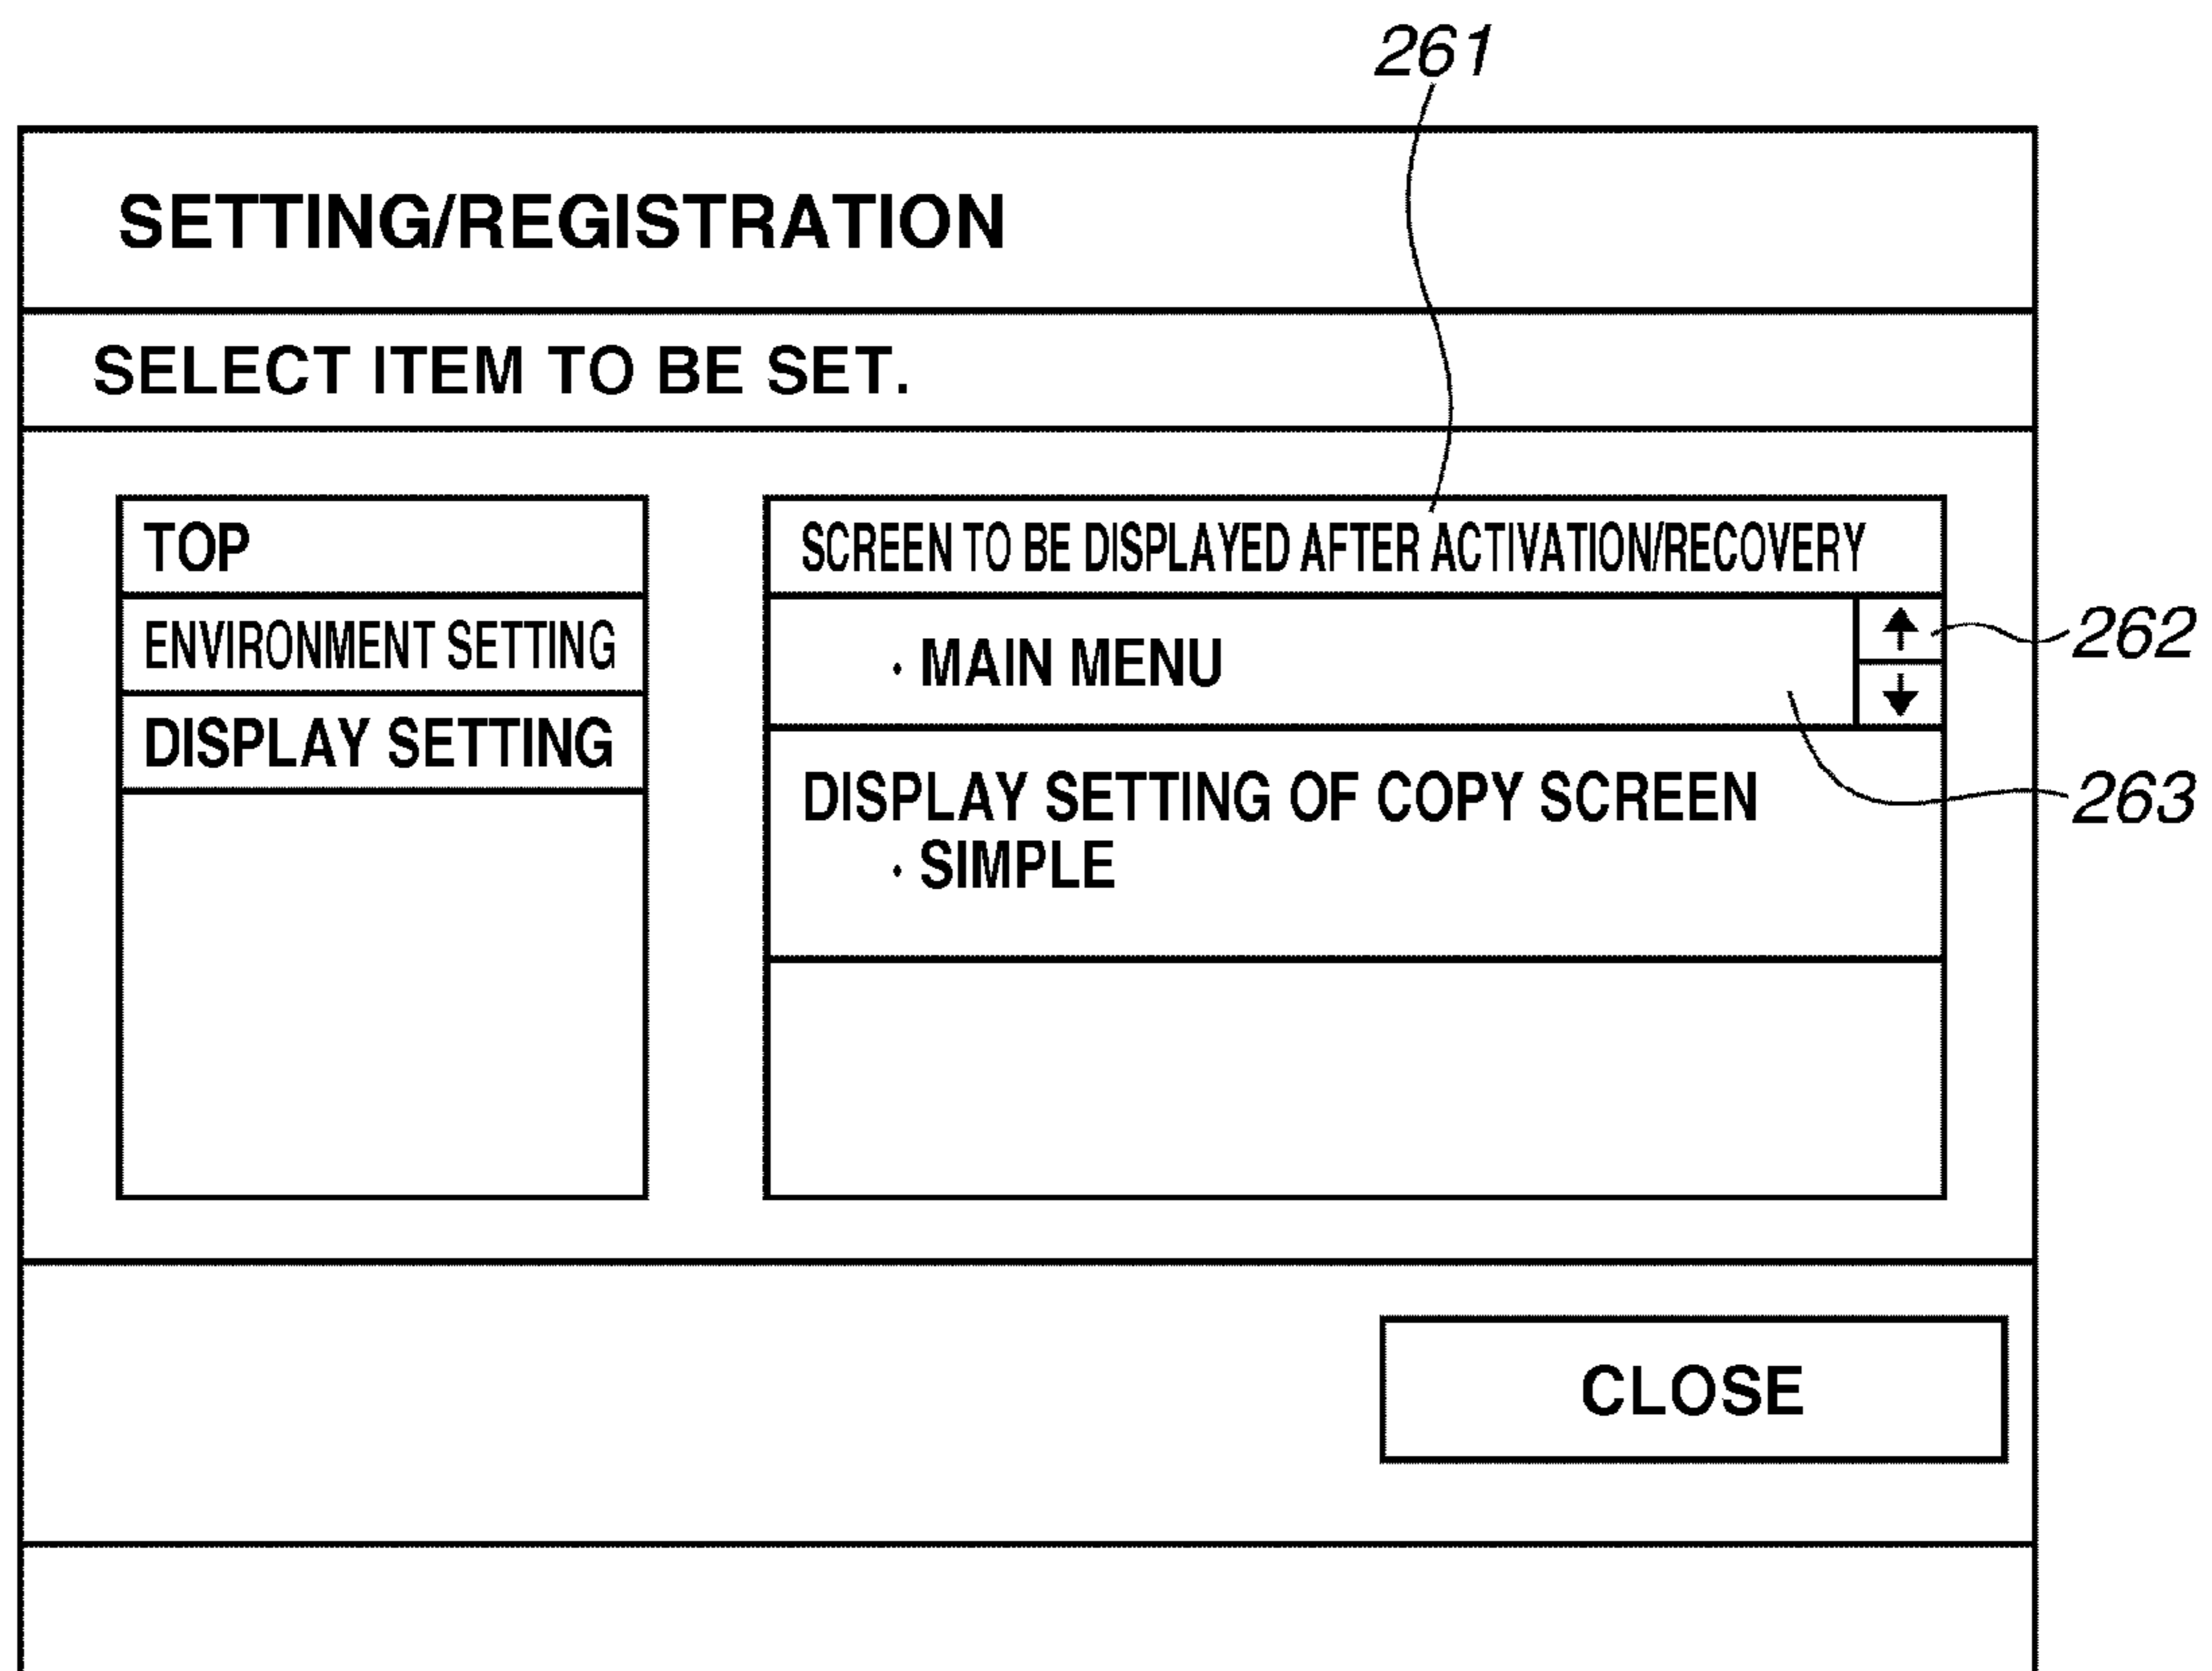 261
SETTING/REGISTRATION
SELECT ITEM TO BE SET.
TOP
ENVIRONMENT SETTING
DISPLAY SETTING
SCREEN TO BE DISPLAYED AFTER ACTIVATION/RECOVERY
· MAIN MENU
262
263
DISPLAY SETTING OF COPY SCREEN
· SIMPLE
CLOSE